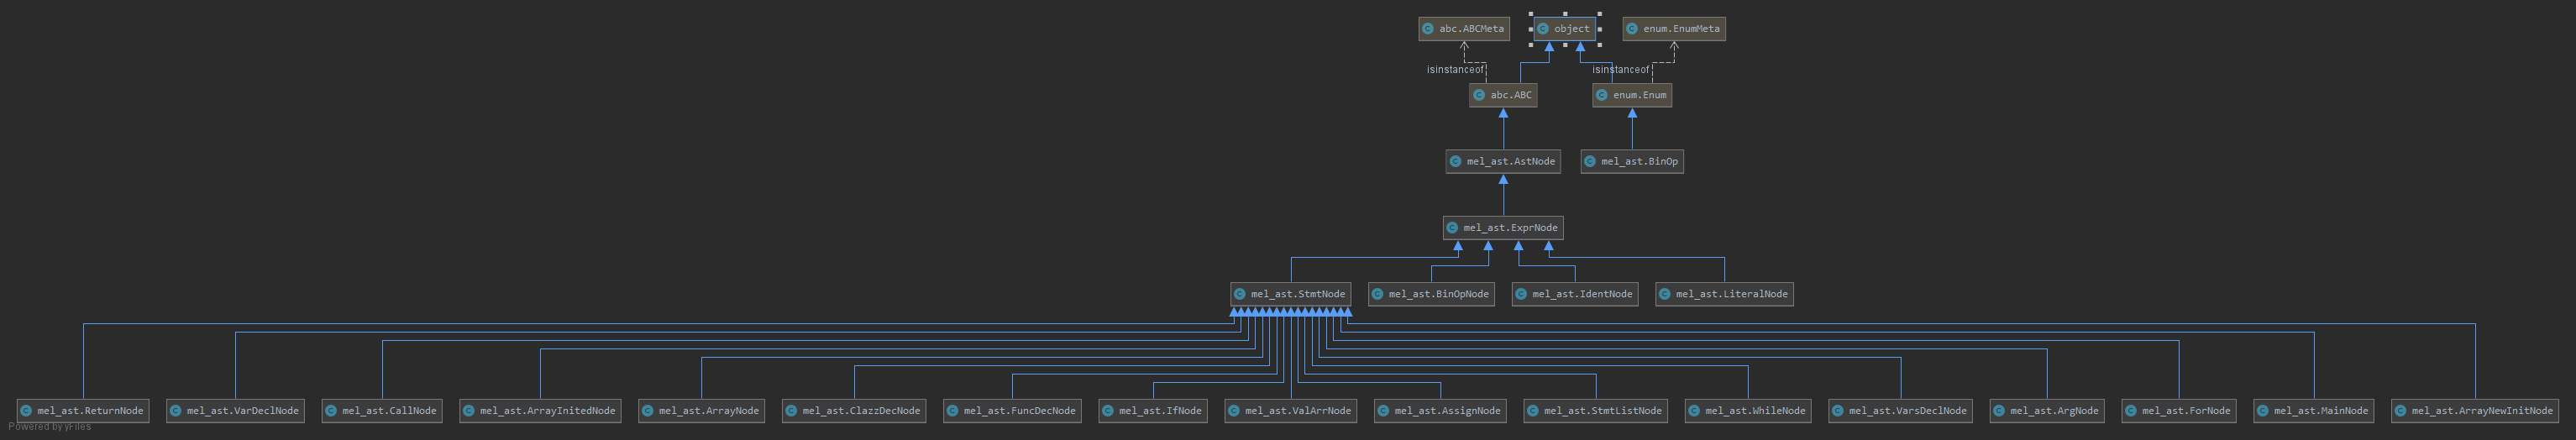 abc.ABCMeta
object
enum.EnumMeta
isinstanceof
isinstanceof
abc.ABC
enum.Enum
mel_ast.AstNode
mel_ast.BinOp
mel_ast.ExprNode
mel_ast.StmtNode
mel_ast.BinOpNode
mel_ast.IdentNode
mel_ast.LiteralNode
mel_ast.ReturnNode
mel_ast.VarDeclNode
mel_ast.CallNode
mel_ast.ArrayInitedNode
mel_ast.ArrayNode
mel_ast.ClazzDecNode
mel_ast.FuncDecNode
mel_ast.IfNode
mel_ast.ValArrNode
mel_ast.AssignNode
mel_ast.StmtListNode
mel_ast.WhileNode
mel_ast.VarsDeclNode
mel_ast.ArgNode
mel_ast.ForNode
mel_ast.MainNode
mel_ast.ArrayNewInitNode
Powered by yFiles